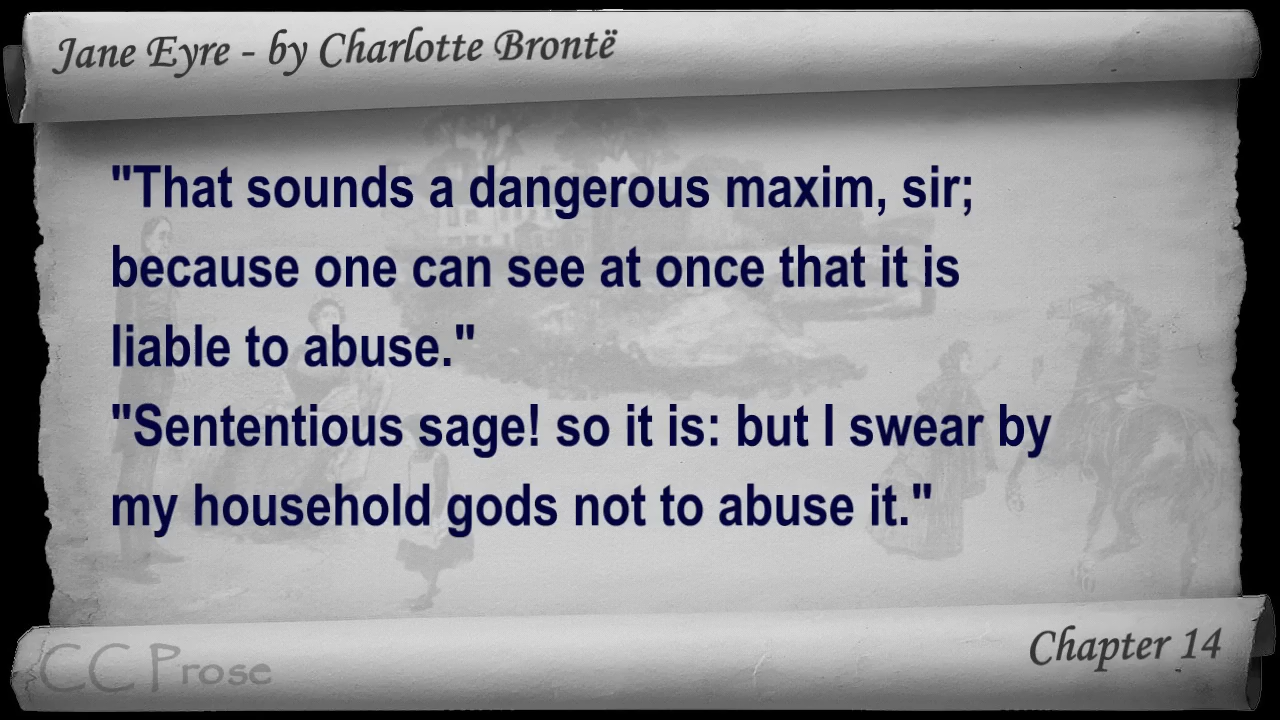 Jane Eyre - by Charlotte Brontë
"That sounds a dangerous maxim, sir;
because one can see at once that it is
liable to abuse."
"Sententious sage! so it is: but I swear by
my household gods not to abuse it."
Chapter 14
CC Prose